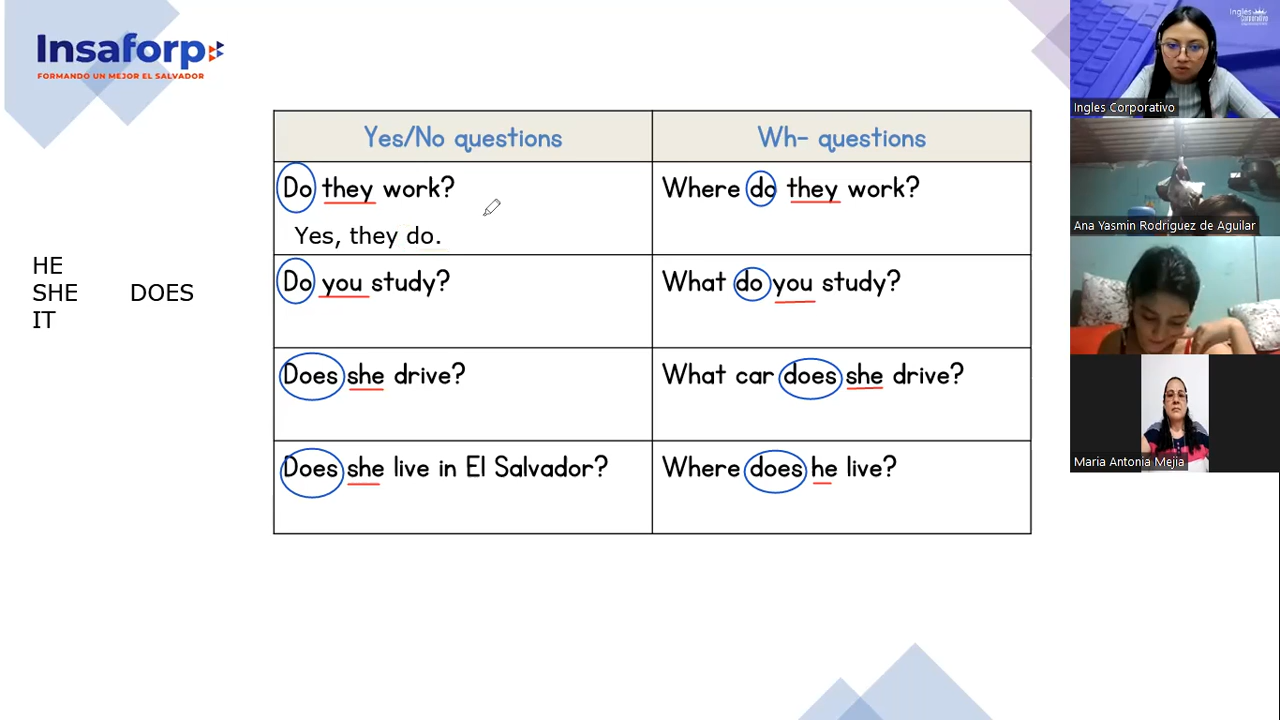 Insaforp
FORMANDO UN MEJOR EL SALVADOR
HE
SHE DOES
IT
Yes/No questions Wh- questions
Do they work? Where do they work?
Yes, they do.
Do you study? What do you study?
Does she drive? What car does she drive?
Does she live in El Salvador? Where does he live?
Inglés
Corporativo
Ingles Corporativo
Ana Yasmin Rodriguez de Aguilar
Maria Antonia Mejia